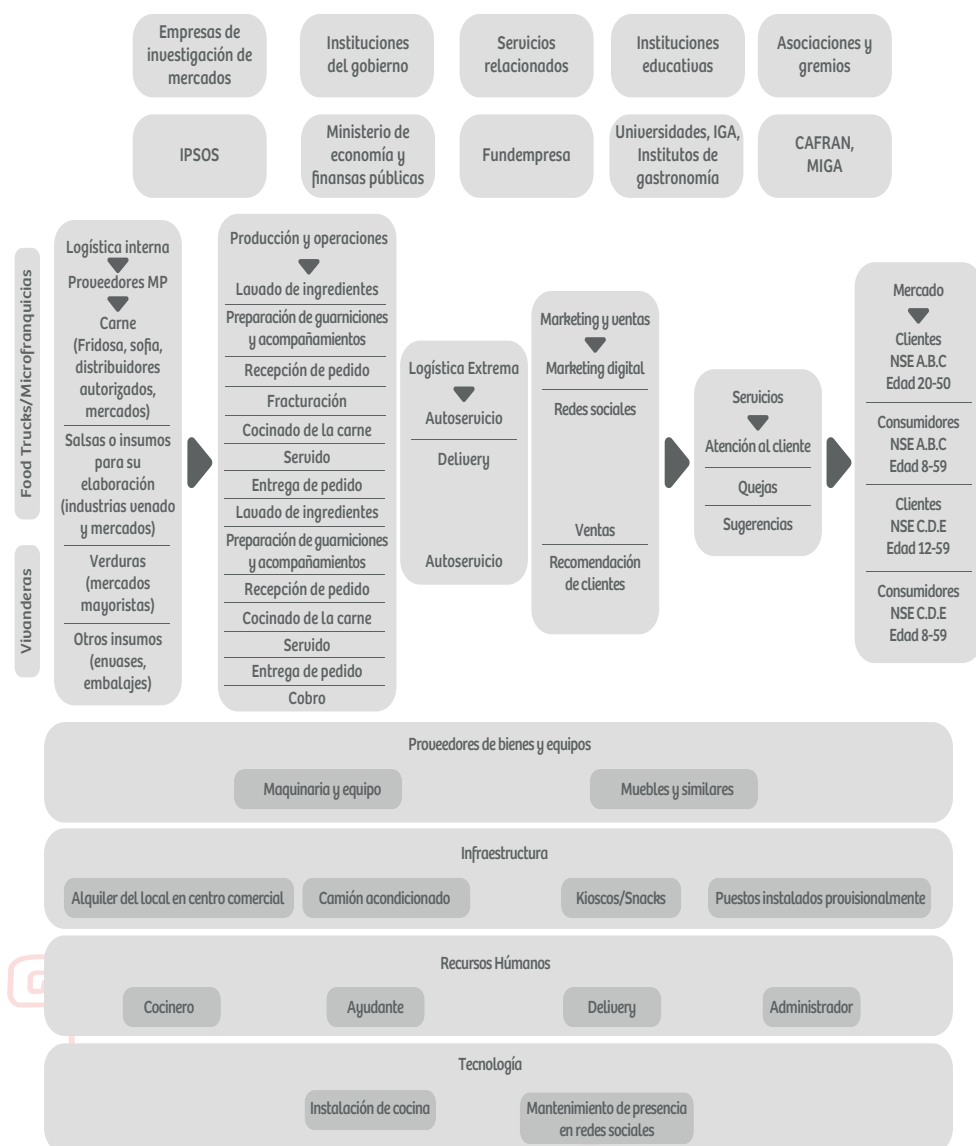 Empresas de
investigación de
mercados
Instituciones
del gobierno
Servicios
relacionados
Instituciones
educativas
Asociaciones y
gremios
IPSOS
Ministerio de
economía y
finansas públicas
Fundempresa
Universidades, IGA,
Institutos de
gastronomía
CAFRAN,
MIGA
Food Trucks/Microfranquicias
Vivanderas
Logística interna
Proveedores MP
Carne
(Fridosa, sofia,
distribuidores
autorizados,
mercados)
Salsas o insumos
para su
elaboración
(industrias venado
y mercados)
Verduras
(mercados
mayoristas)
Otros insumos
(envases,
embalajes)
Producción y operaciones
Lavado de ingredientes
Preparación de guarniciones
y acompañamientos
Recepción de pedido
Fracturación
Cocinado de la carne
Servido
Entrega de pedido
Lavado de ingredientes
Preparación de guarniciones
y acompañamientos
Recepción de pedido
Cocinado de la carne
Servido
Entrega de pedido
Cobro
Logística Extrema
Autoservicio
Delivery
Autoservicio
Marketing y ventas
Marketing digital
Redes sociales
Ventas
Recomendación
de clientes
Servicios
Atención al cliente
Quejas
Sugerencias
Mercado
Clientes
NSE A.B.C
Edad 20-50
Consumidores
NSE A.B.C
Edad 8-59
Clientes
NSE C.D.E
Edad 12-59
Consumidores
NSE C.D.E
Edad 8-59
Proveedores de bienes y equipos
Maquinaria y equipo
Muebles y similares
Infraestructura
Alquiler del local en centro comercial
Camión acondicionado
Kioscos/Snacks
Puestos instalados provisionalmente
Recursos Húmanos
Cocinero
Ayudante
Delivery
Administrador
Tecnología
Instalación de cocina
Mantenimiento de presencia
en redes sociales